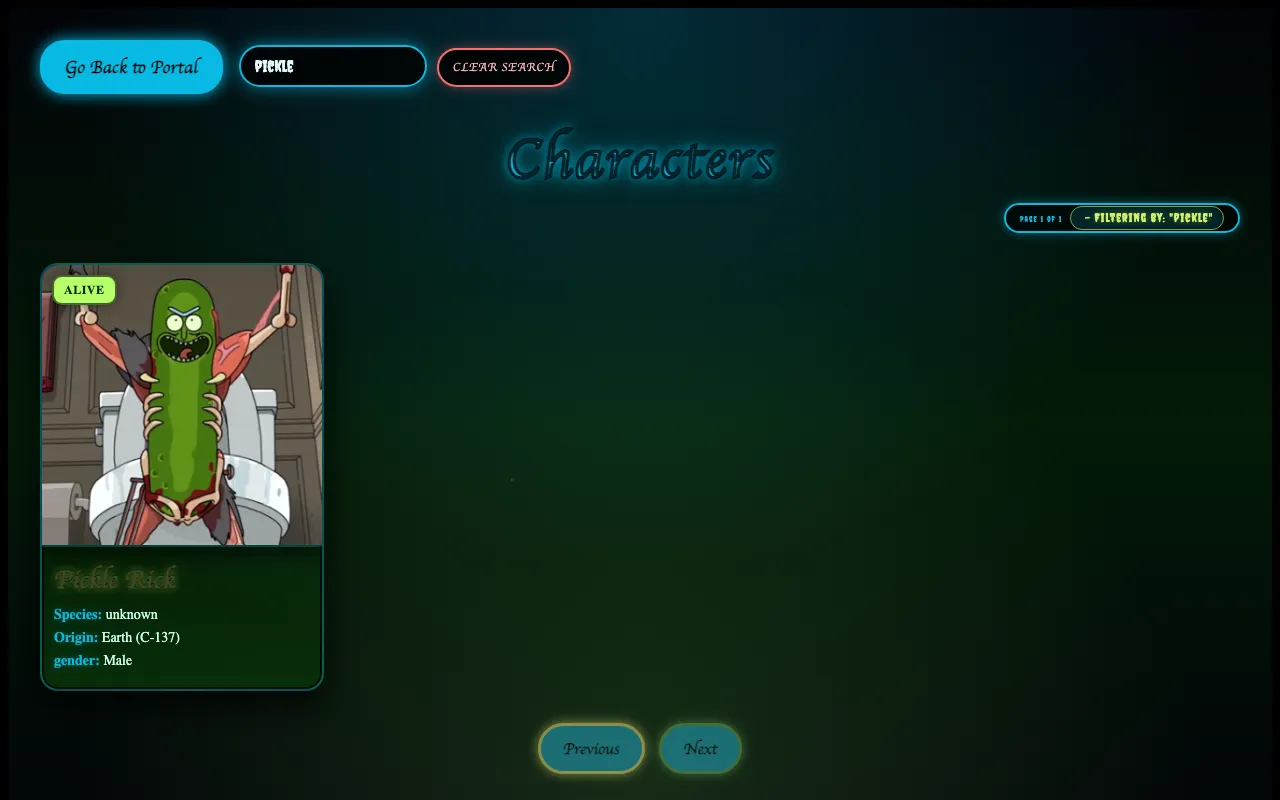 Go Back to Portal
PICKLE
CLEAR SEARCH
Characters
PAGE 1 OF 1
– FILTERING BY: "PICKLE"
ALIVE
Pickle Rick
Species: unknown
Origin: Earth (C-137)
gender: Male
Previous
Next